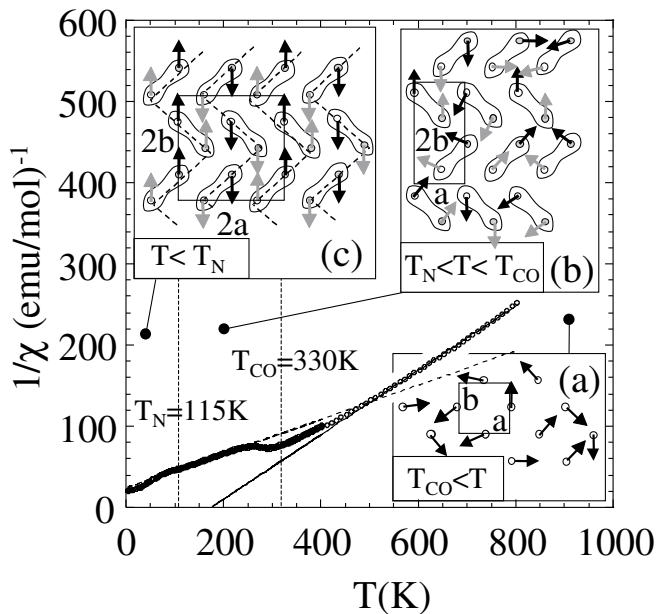 600
500
400
300
200
100
0
1/χ (emu/mol)⁻¹
0
200
400
600
800
1000
T(K)
2b
2a
T< T_N
(c)
2b
a
T_N<T< T_CO
(b)
T_CO=330K
T_N=115K
(a)
b
a
T_CO<T